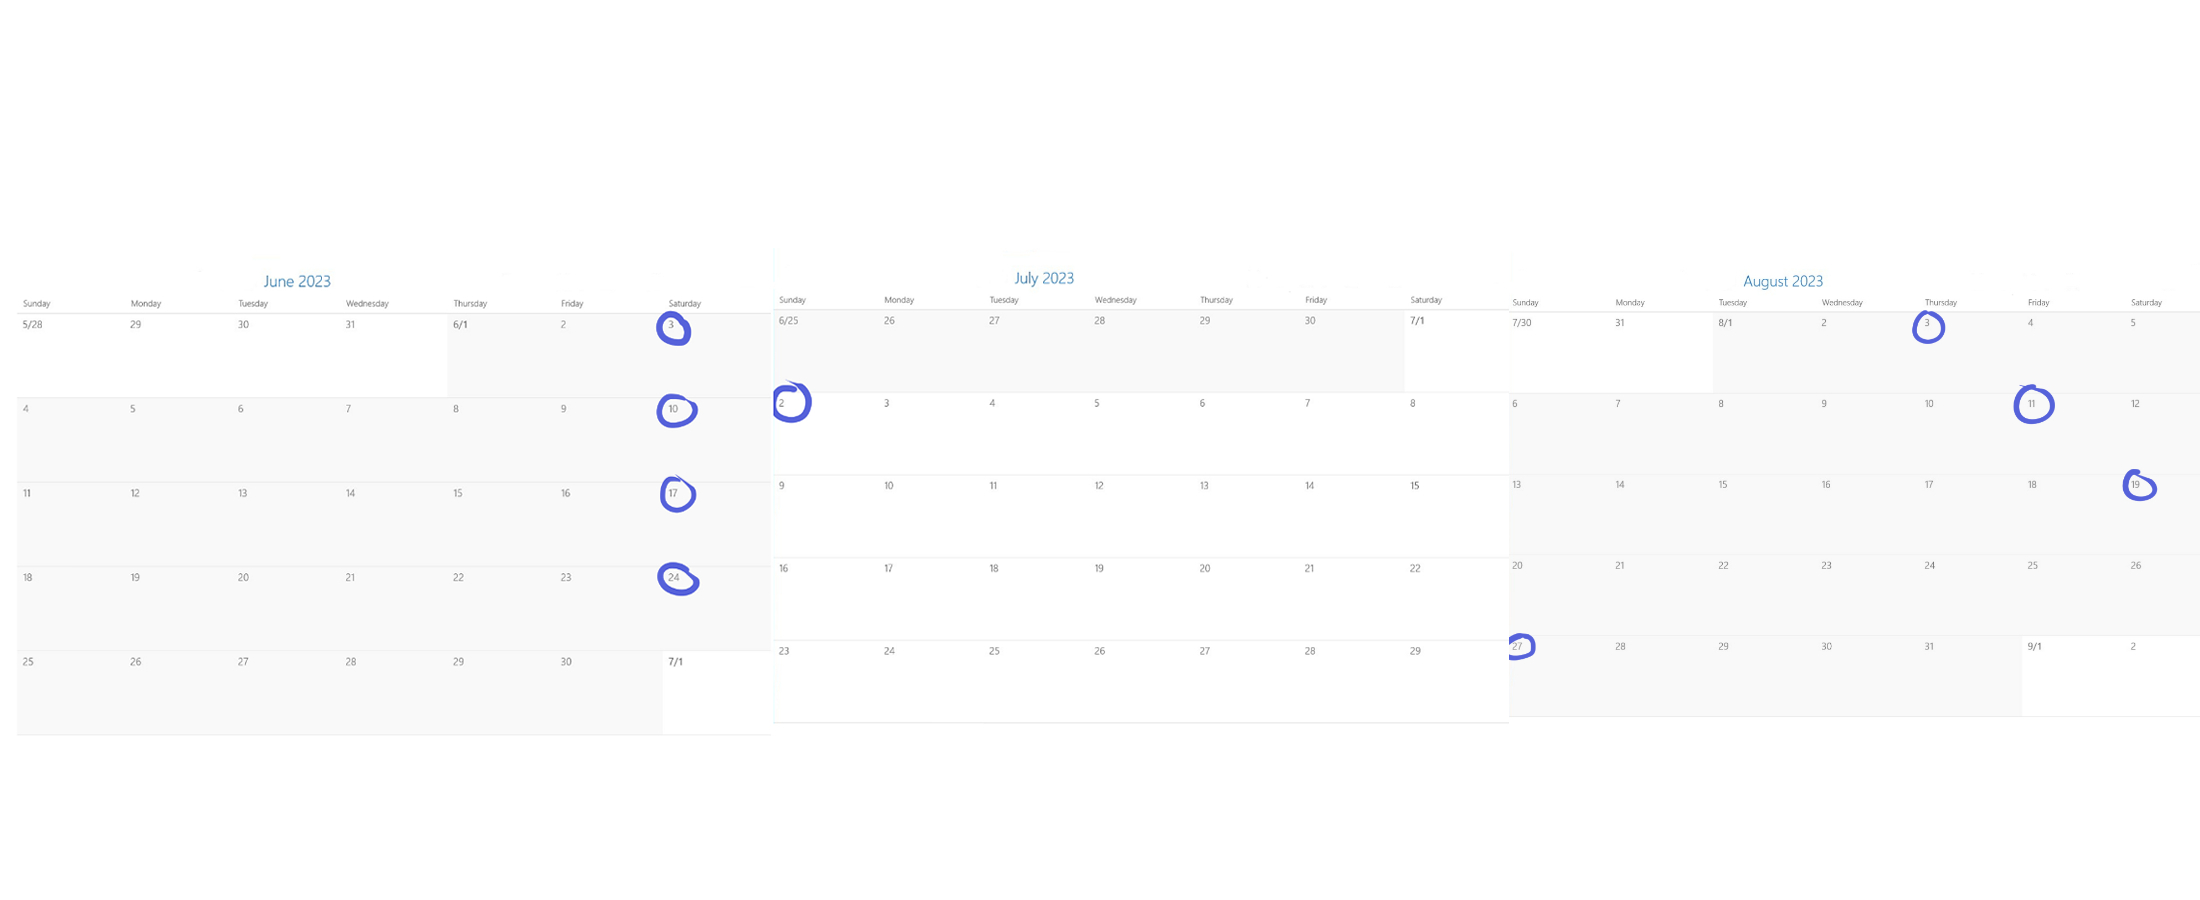 June 2023
Sunday Monday Tuesday Wednesday Thursday Friday Saturday
5/28 29 30 31 6/1 2 3
4 5 6 7 8 9 10
11 12 13 14 15 16 17
18 19 20 21 22 23 24
25 26 27 28 29 30 7/1
July 2023
Sunday Monday Tuesday Wednesday Thursday Friday Saturday
6/25 26 27 28 29 30 7/1
2 3 4 5 6 7 8
9 10 11 12 13 14 15
16 17 18 19 20 21 22
23 24 25 26 27 28 29
August 2023
Sunday Monday Tuesday Wednesday Thursday Friday Saturday
7/30 31 8/1 2 3 4 5
6 7 8 9 10 11 12
13 14 15 16 17 18 19
20 21 22 23 24 25 26
27 28 29 30 31 9/1 2